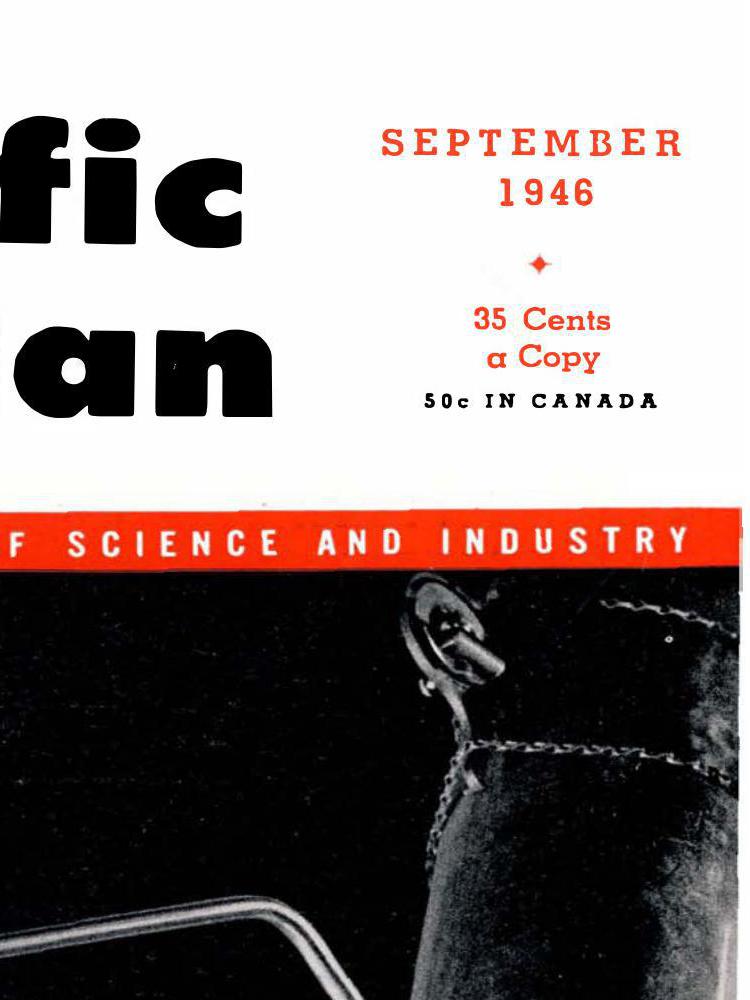 fic
an
SEPTEMBER
1946
35 Cents
a Copy
50c IN CANADA
F SCIENCE AND INDUSTRY